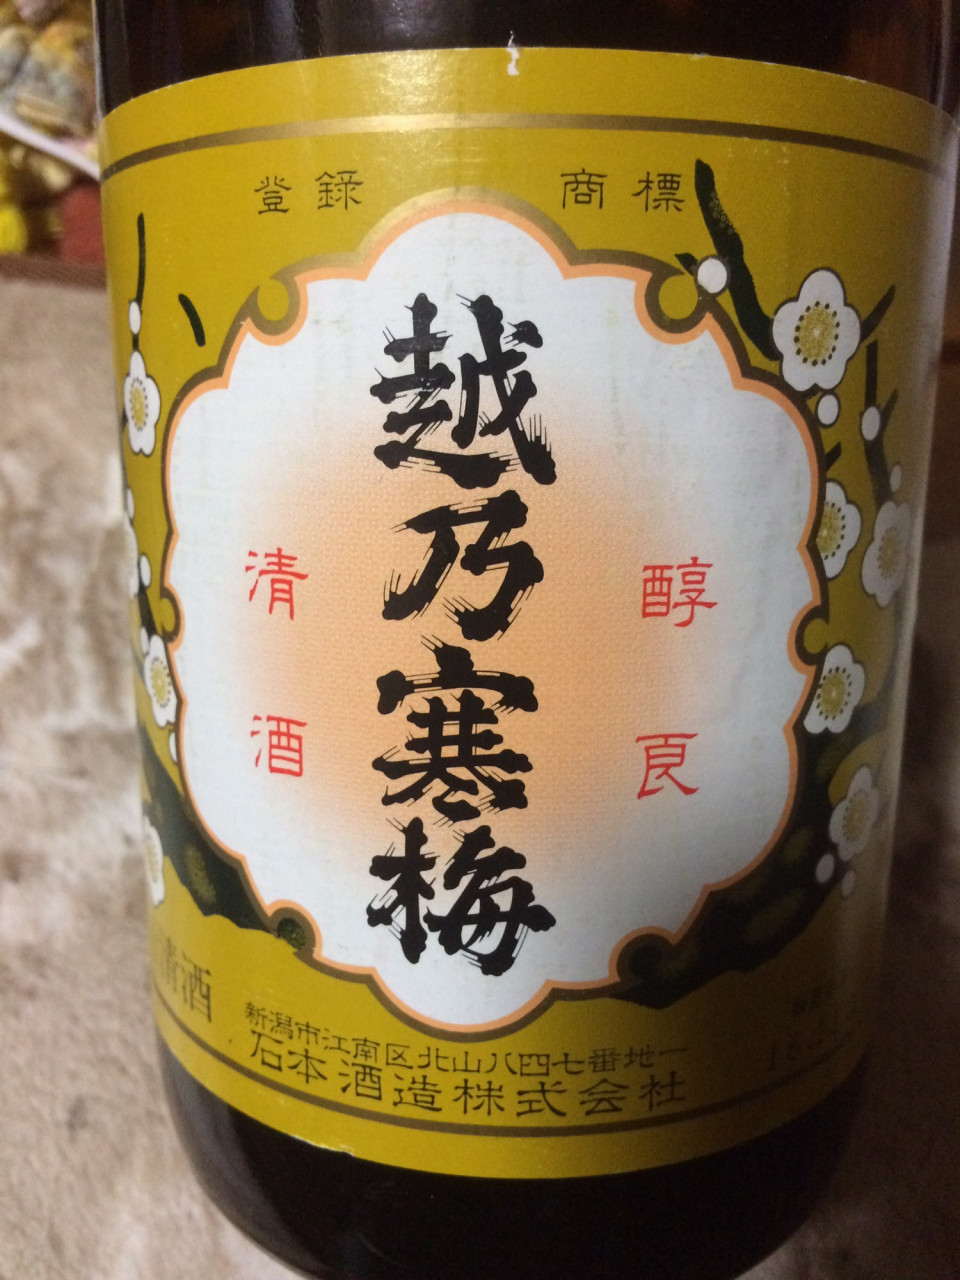 登録 商標
越乃寒梅
醇良
清酒
清酒
新潟市江南区北山八四七番地一
石本酒造株式会社